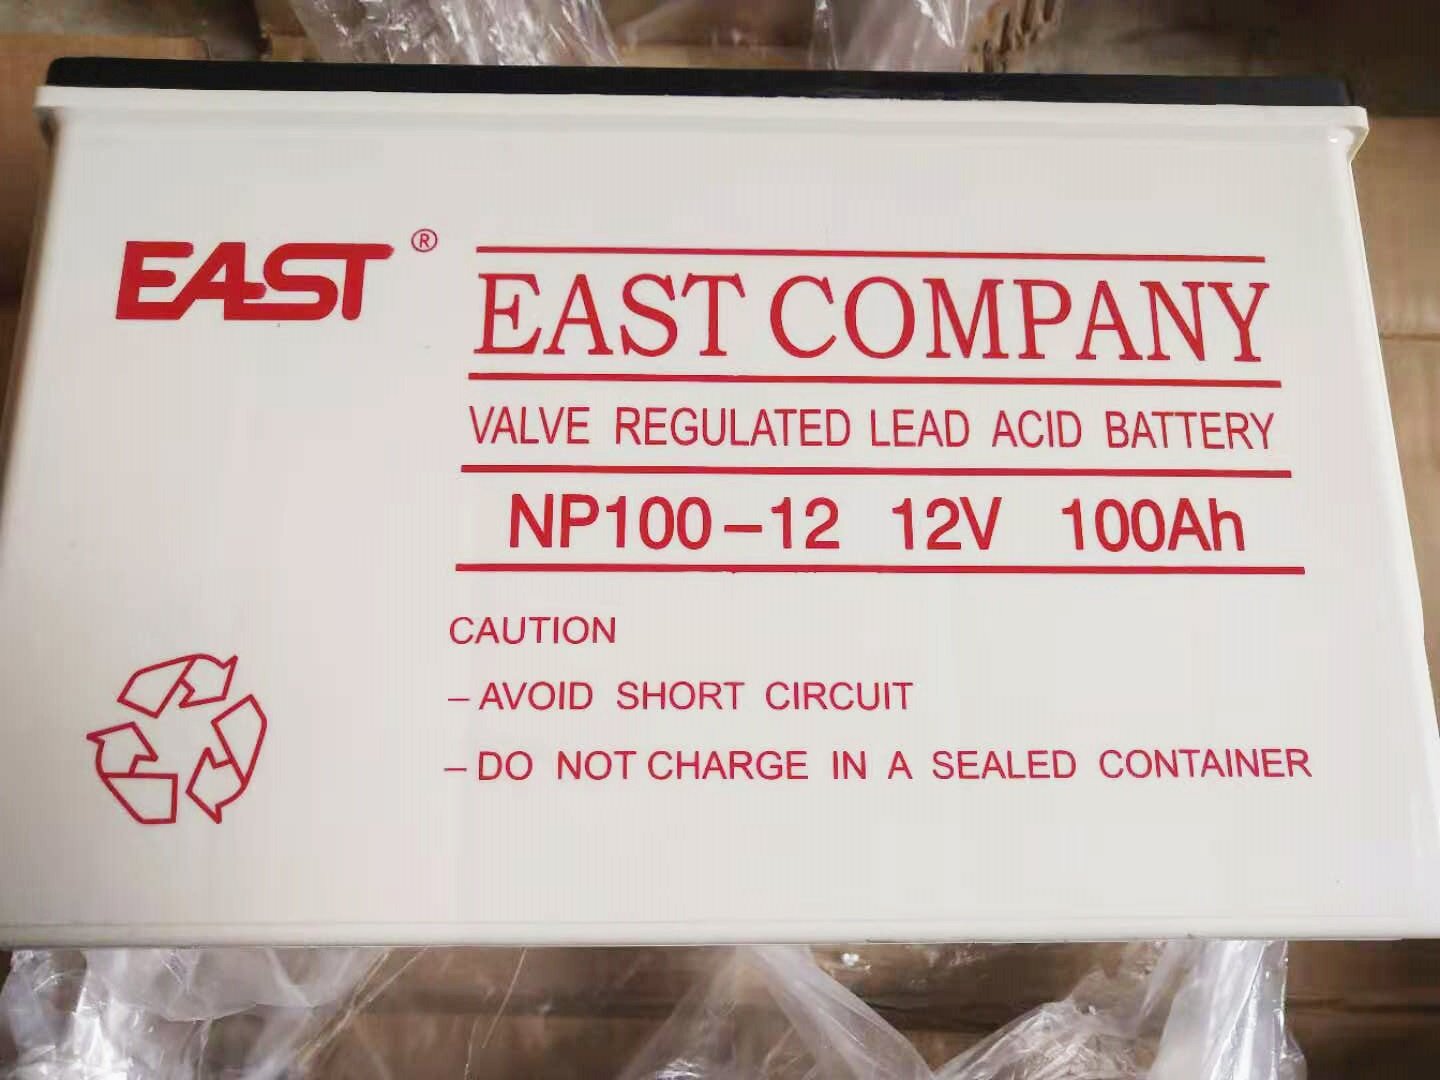 EAST®
EAST COMPANY
VALVE REGULATED LEAD ACID BATTERY
NP100-12 12V 100Ah
CAUTION
– AVOID SHORT CIRCUIT
– DO NOT CHARGE IN A SEALED CONTAINER